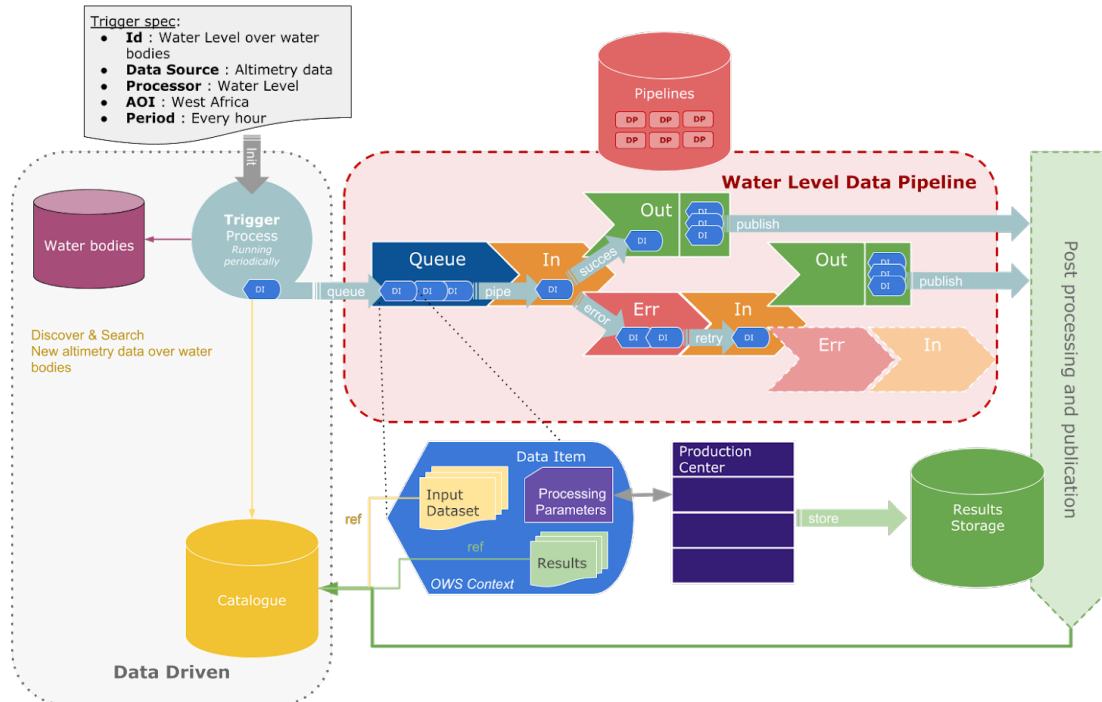 Trigger spec:
● Id : Water Level over water
bodies
● Data Source : Altimetry data
● Processor : Water Level
● AOI : West Africa
● Period : Every hour
Init
Pipelines
DP DP DP
DP DP DP
Water Level Data Pipeline
Water bodies
Trigger
Process
Running
periodically
DI
queue
Queue
DI DI DI
pipe
In
DI
succes
Out
DI
DI
DI
DI
publish
error
Err
DI DI
retry
In
DI
Out
DI
DI
DI
publish
Err
In
Post processing and publication
Discover & Search
New altimetry data over water
bodies
Data Item
Input
Dataset
Processing
Parameters
ref
ref
Results
OWS Context
Production
Center
store
Results
Storage
Catalogue
Data Driven